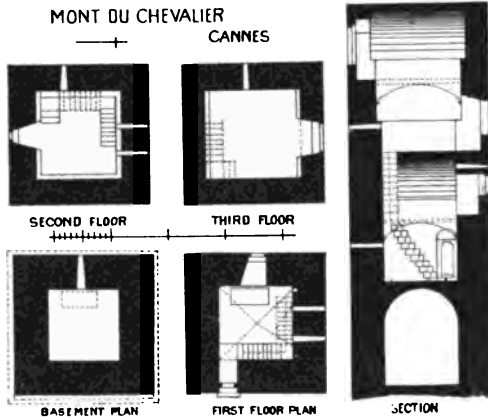 MONT DU CHEVALIER
CANNES
SECOND FLOOR
THIRD FLOOR
BASEMENT PLAN
FIRST FLOOR PLAN
SECTION